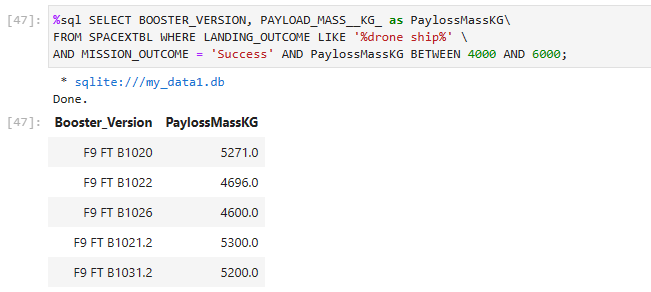 [47]: %sql SELECT BOOSTER_VERSION, PAYLOAD_MASS__KG_ as PaylossMassKG\
FROM SPACEXTBL WHERE LANDING_OUTCOME LIKE '%drone ship%' \
AND MISSION_OUTCOME = 'Success' AND PaylossMassKG BETWEEN 4000 AND 6000;
* sqlite:///my_data1.db
Done.
[47]: Booster_Version PaylossMassKG
F9 FT B1020 5271.0
F9 FT B1022 4696.0
F9 FT B1026 4600.0
F9 FT B1021.2 5300.0
F9 FT B1031.2 5200.0